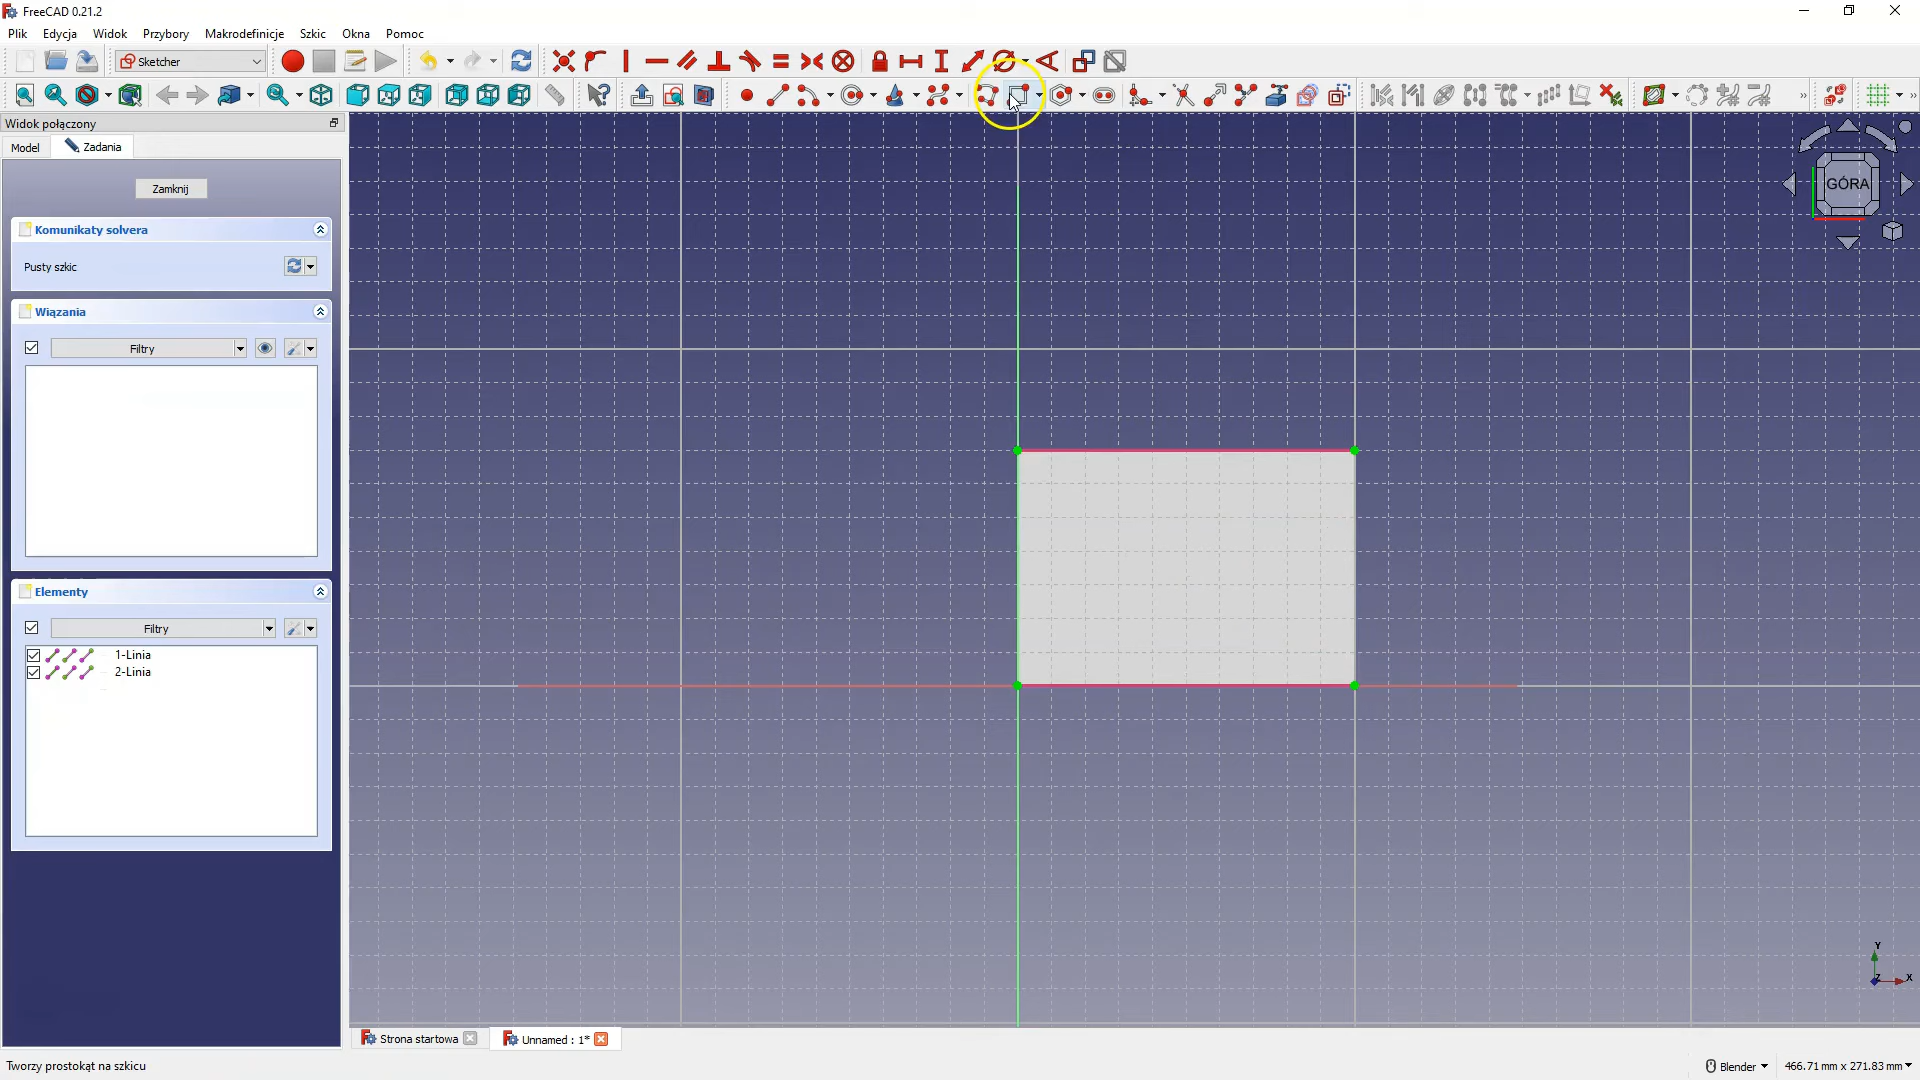 FreeCAD 0.21.2
Plik Edycja Widok Przybory Makrodefinicje Szkic Okna Pomoc
Sketcher
Widok połączony
Model Zadania
Zamknij
Komunikaty solvera
Pusty szkic
Wiązania
Filtry
Elementy
Filtry
1-Linia
2-Linia
GÓRA
Y
Z
X
Strona startowa
Unnamed : 1*
Tworzy prostokąt na szkicu
Blender
466.71 mm x 271.83 mm